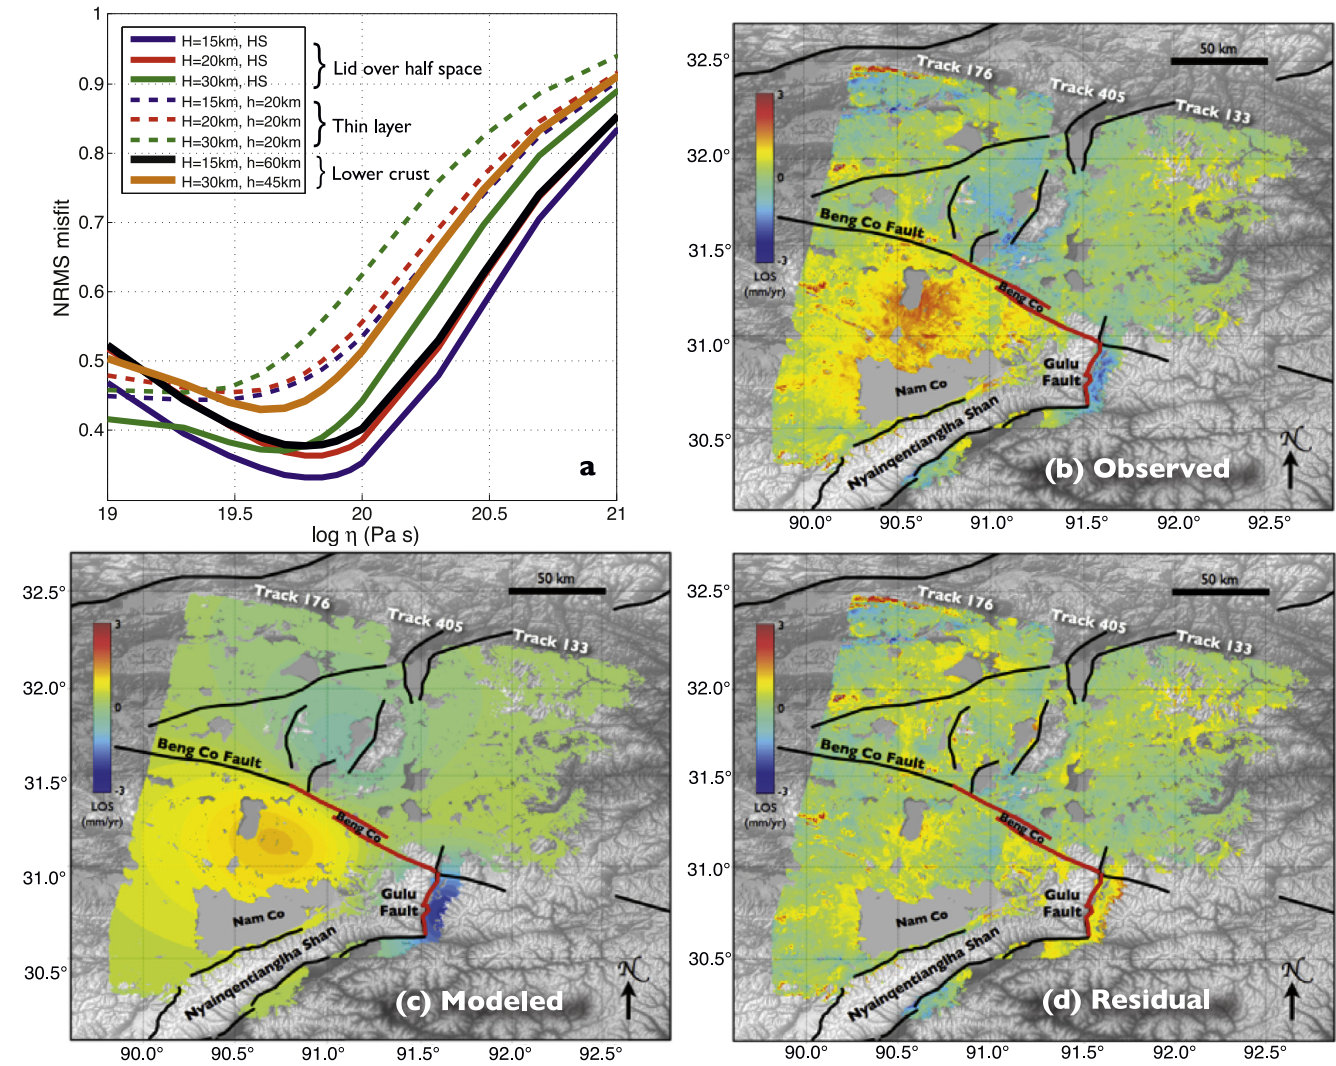 1
0.9
0.8
0.7
0.6
0.5
0.4
NRMS misfit
H=15km, HS
H=20km, HS
H=30km, HS
Lid over half space
H=15km, h=20km
H=20km, h=20km
H=30km, h=20km
Thin layer
H=15km, h=60km
H=30km, h=45km
Lower crust
a
19 19.5 20 20.5 21
log η (Pa s)
32.5°
32.0°
31.5°
31.0°
30.5°
50 km
Track 176
Track 405
Track 133
3
0
-3
LOS
(mm/yr)
Beng Co Fault
Beng Co
Gulu
Fault
Nam Co
Nyainqentianglha Shan
N
(b) Observed
90.0° 90.5° 91.0° 91.5° 92.0° 92.5°
32.5°
32.0°
31.5°
31.0°
30.5°
50 km
Track 176
Track 405
Track 133
3
0
-3
LOS
(mm/yr)
Beng Co Fault
Beng Co
Gulu
Fault
Nam Co
Nyainqentianglha Shan
N
(c) Modeled
90.0° 90.5° 91.0° 91.5° 92.0° 92.5°
32.5°
32.0°
31.5°
31.0°
30.5°
50 km
Track 176
Track 405
Track 133
3
0
-3
LOS
(mm/yr)
Beng Co Fault
Beng Co
Gulu
Fault
Nam Co
Nyainqentianglha Shan
N
(d) Residual
90.0° 90.5° 91.0° 91.5° 92.0° 92.5°